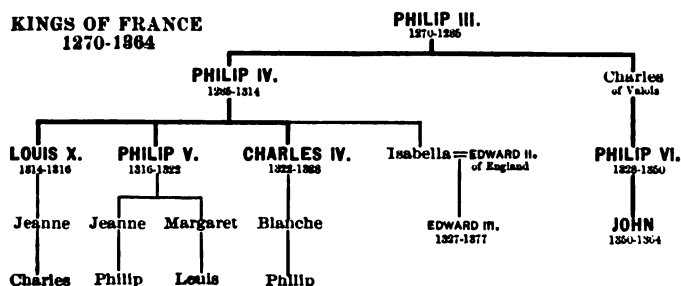 KINGS OF FRANCE
1270-1364
PHILIP III.
1270-1285
PHILIP IV.
1285-1314
Charles
of Valois
LOUIS X.
1314-1316
PHILIP V.
1316-1322
CHARLES IV.
1322-1328
Isabella=EDWARD II.
of England
PHILIP VI.
1328-1350
Jeanne
Jeanne
Margaret
Blanche
EDWARD III.
1327-1377
JOHN
1350-1364
Charles
Philip
Louis
Philip